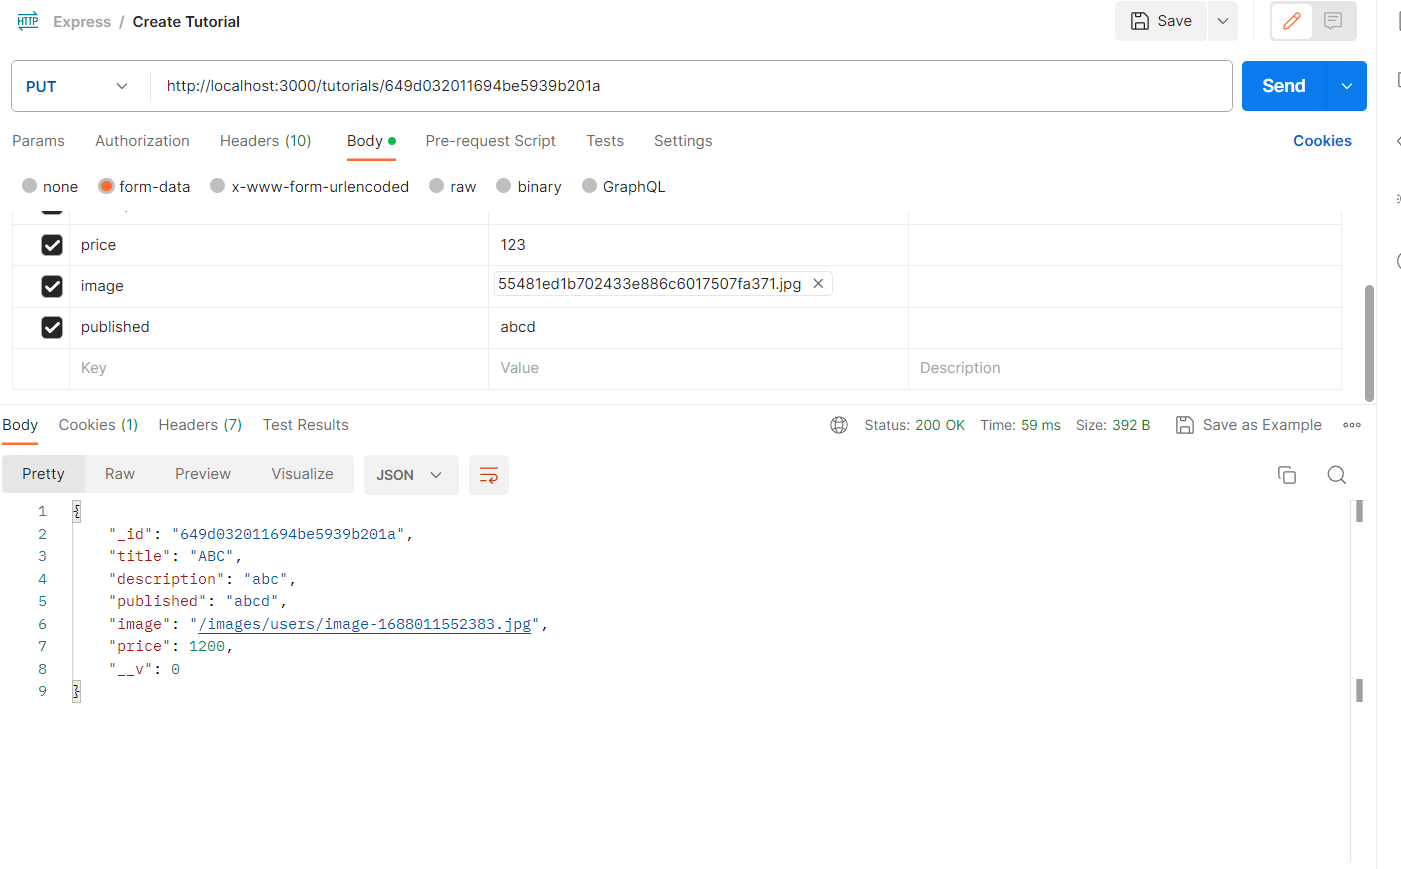 HTTP Express / Create Tutorial Save
PUT http://localhost:3000/tutorials/649d032011694be5939b201a Send
Params Authorization Headers (10) Body Pre-request Script Tests Settings Cookies
none form-data x-www-form-urlencoded raw binary GraphQL
price 123
image 55481ed1b702433e886c6017507fa371.jpg
published abcd
Key Value Description
Body Cookies (1) Headers (7) Test Results Status: 200 OK Time: 59 ms Size: 392 B Save as Example
Pretty Raw Preview Visualize JSON
1 {
2 "_id": "649d032011694be5939b201a",
3 "title": "ABC",
4 "description": "abc",
5 "published": "abcd",
6 "image": "/images/users/image-1688011552383.jpg",
7 "price": 1200,
8 "__v": 0
9 }